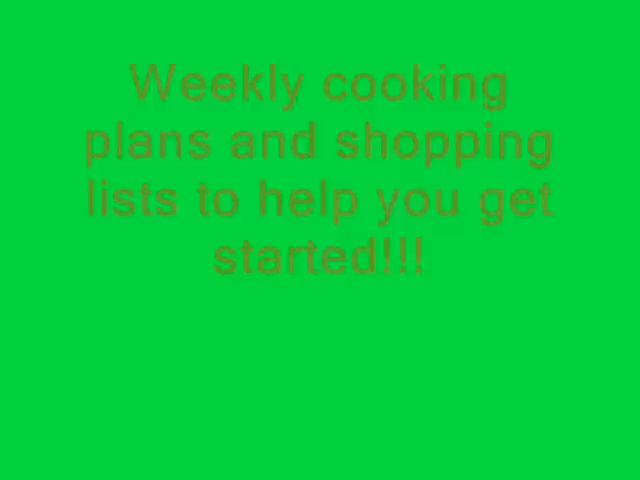 Weekly cooking
plans and shopping
lists to help you get
started!!!